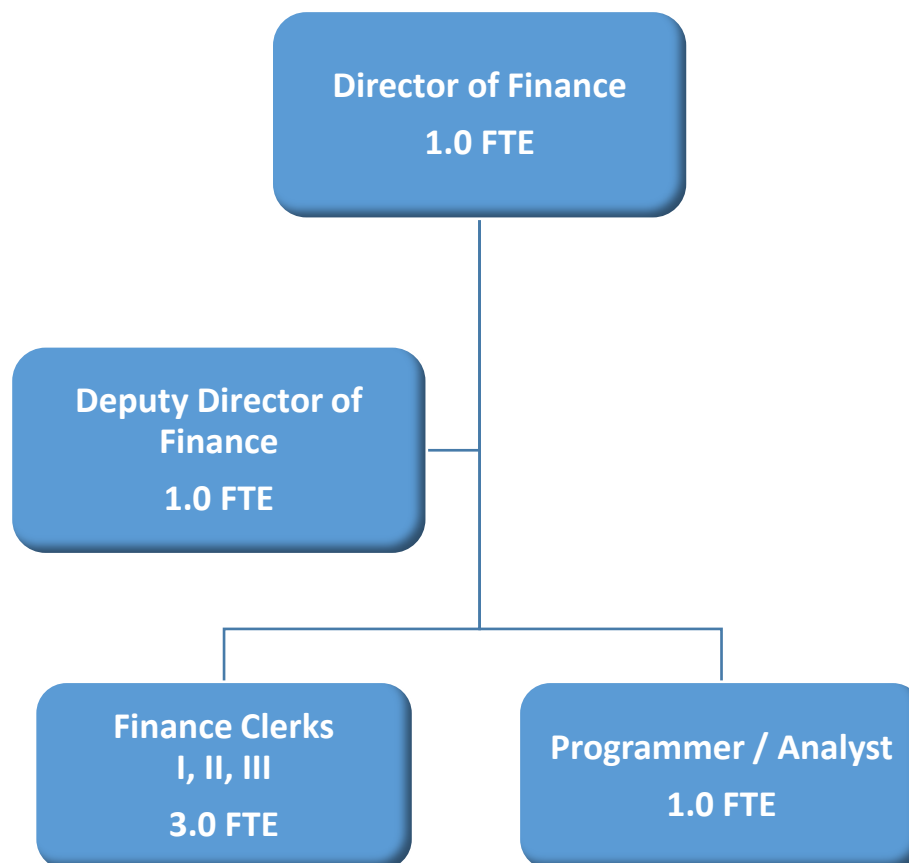 Director of Finance
1.0 FTE
Deputy Director of
Finance
1.0 FTE
Finance Clerks
I, II, III
3.0 FTE
Programmer / Analyst
1.0 FTE